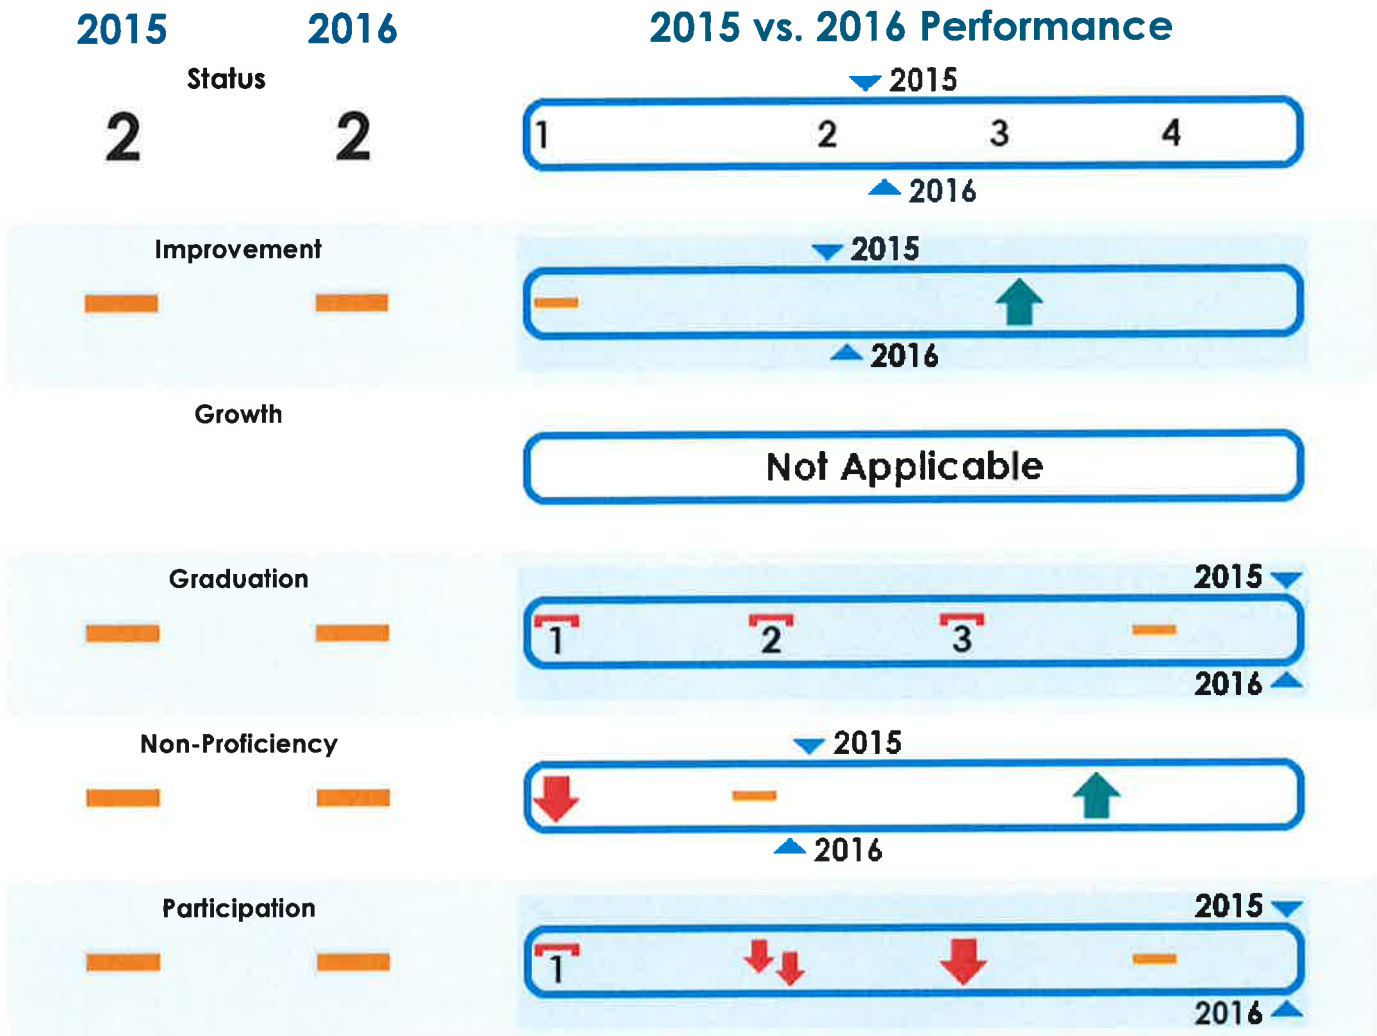 2015 2016 2015 vs. 2016 Performance
Status
2015
2 2
1 2 3 4
2016
Improvement
2015
2016
Growth
Not Applicable
Graduation
2015
1 2 3
2016
Non-Proficiency
2015
2016
Participation
2015
1
2016